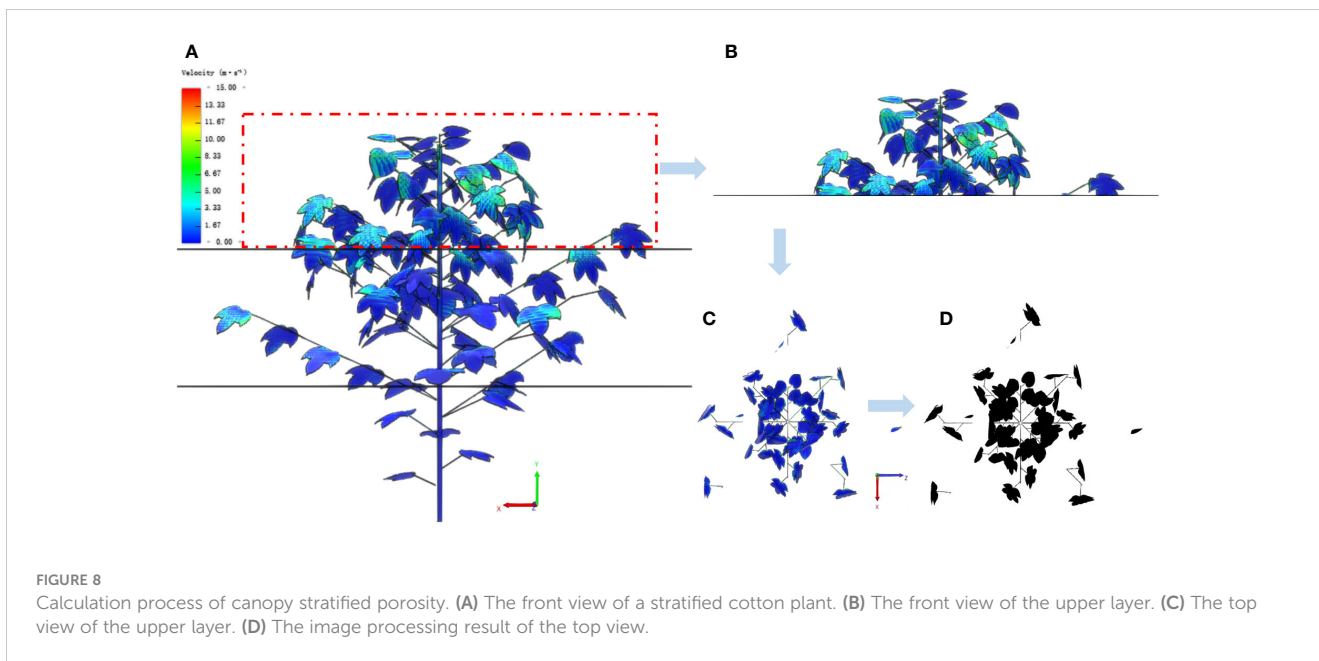 A
B
Velocity (m·s⁻¹)
15.00
13.33
11.67
10.00
8.33
6.67
5.00
3.33
1.67
0.00
Y
X
Z
C
D
Z
X
FIGURE 8
Calculation process of canopy stratified porosity. (A) The front view of a stratified cotton plant. (B) The front view of the upper layer. (C) The top
view of the upper layer. (D) The image processing result of the top view.